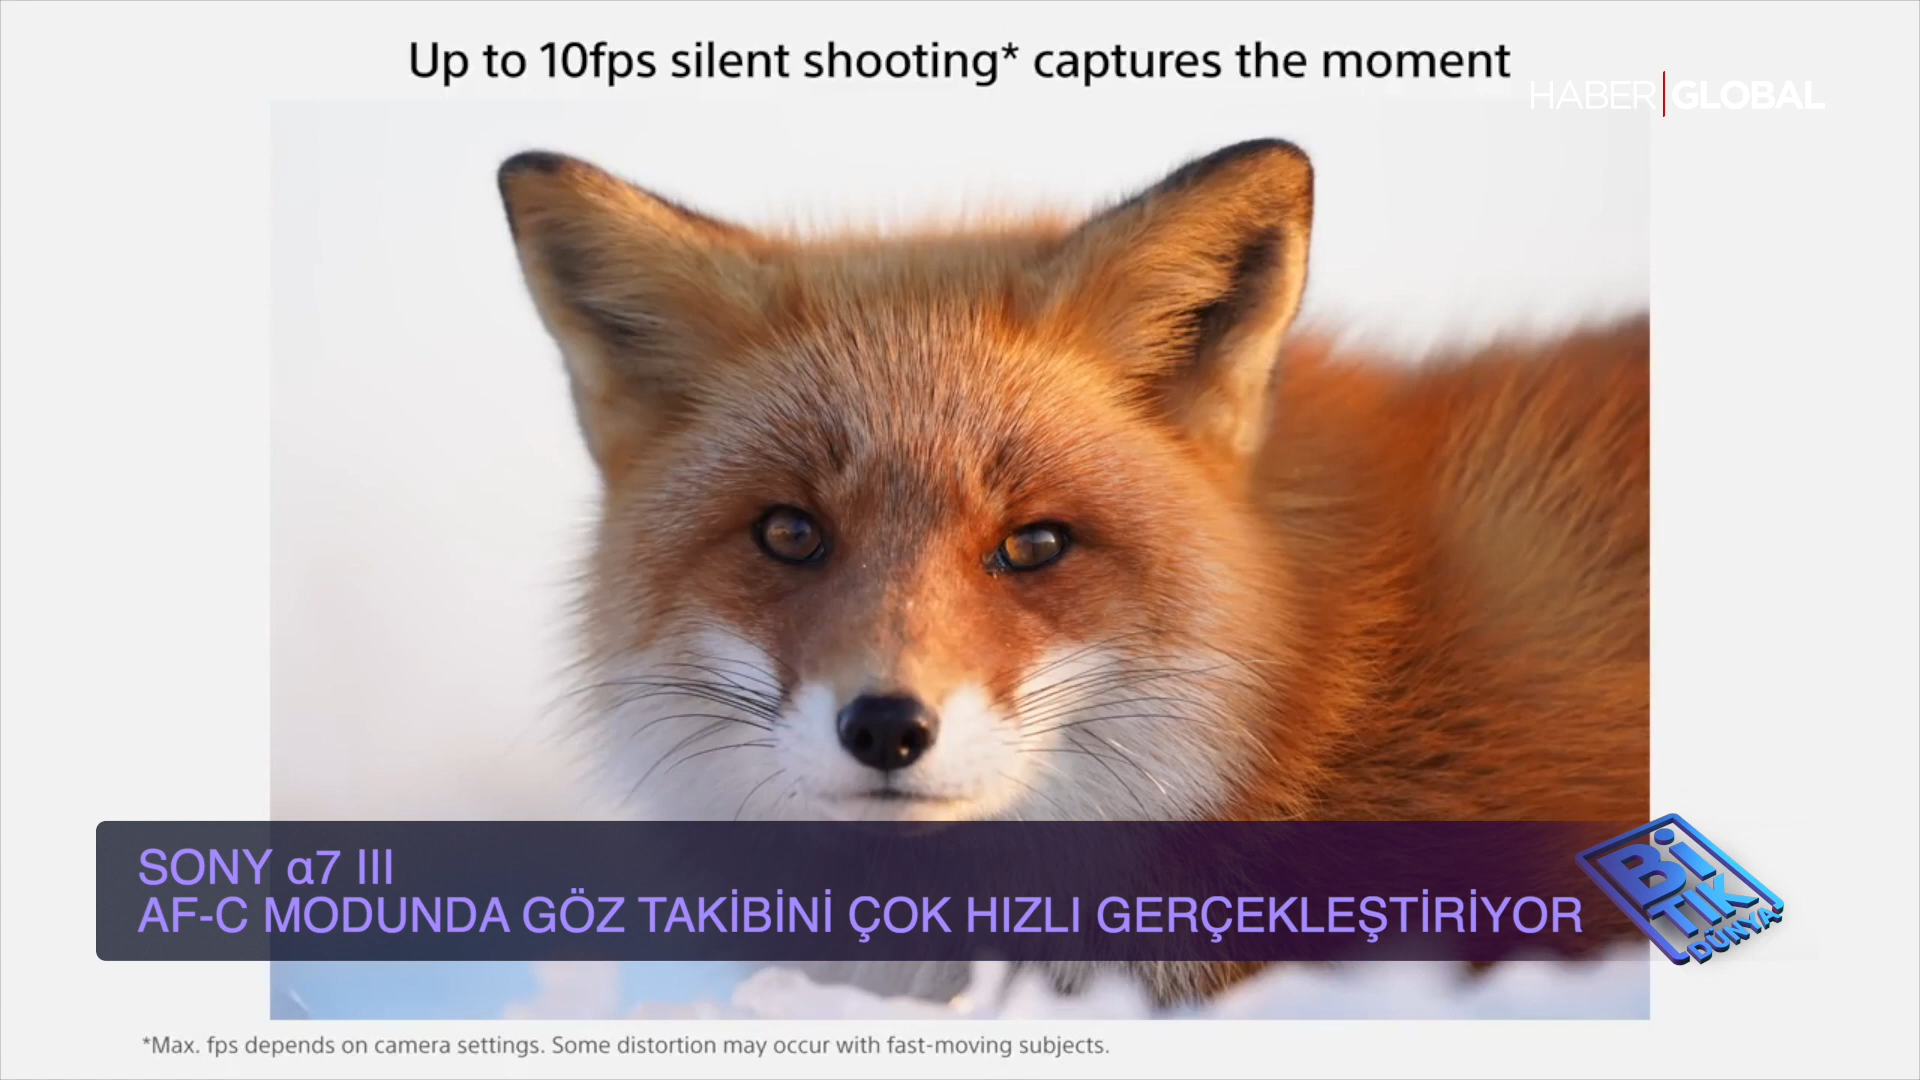 Up to 10fps silent shooting* captures the moment
HABER GLOBAL
SONY α7 III
AF-C MODUNDA GÖZ TAKİBİNİ ÇOK HIZLI GERÇEKLEŞTİRİYOR
Bİ
TIK
DÜNYA
*Max. fps depends on camera settings. Some distortion may occur with fast-moving subjects.